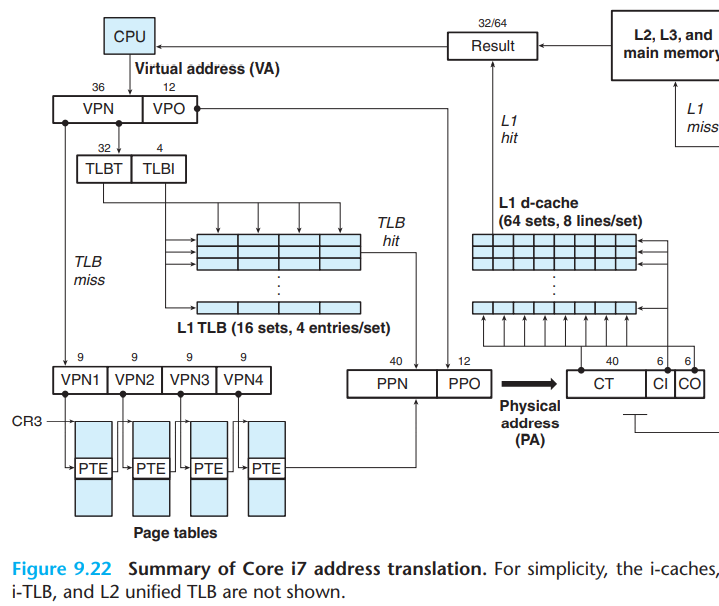 CPU
32/64
Result
L2, L3, and
main memory
Virtual address (VA)
36
12
VPN
VPO
L1
hit
L1
miss
32
4
TLBT
TLBI
L1 d-cache
(64 sets, 8 lines/set)
TLB
hit
TLB
miss
L1 TLB (16 sets, 4 entries/set)
9
9
9
9
VPN1
VPN2
VPN3
VPN4
40
12
PPN
PPO
40
6
6
CT
CI
CO
Physical
address
(PA)
CR3
PTE
PTE
PTE
PTE
Page tables
Figure 9.22 Summary of Core i7 address translation. For simplicity, the i-caches,
i-TLB, and L2 unified TLB are not shown.